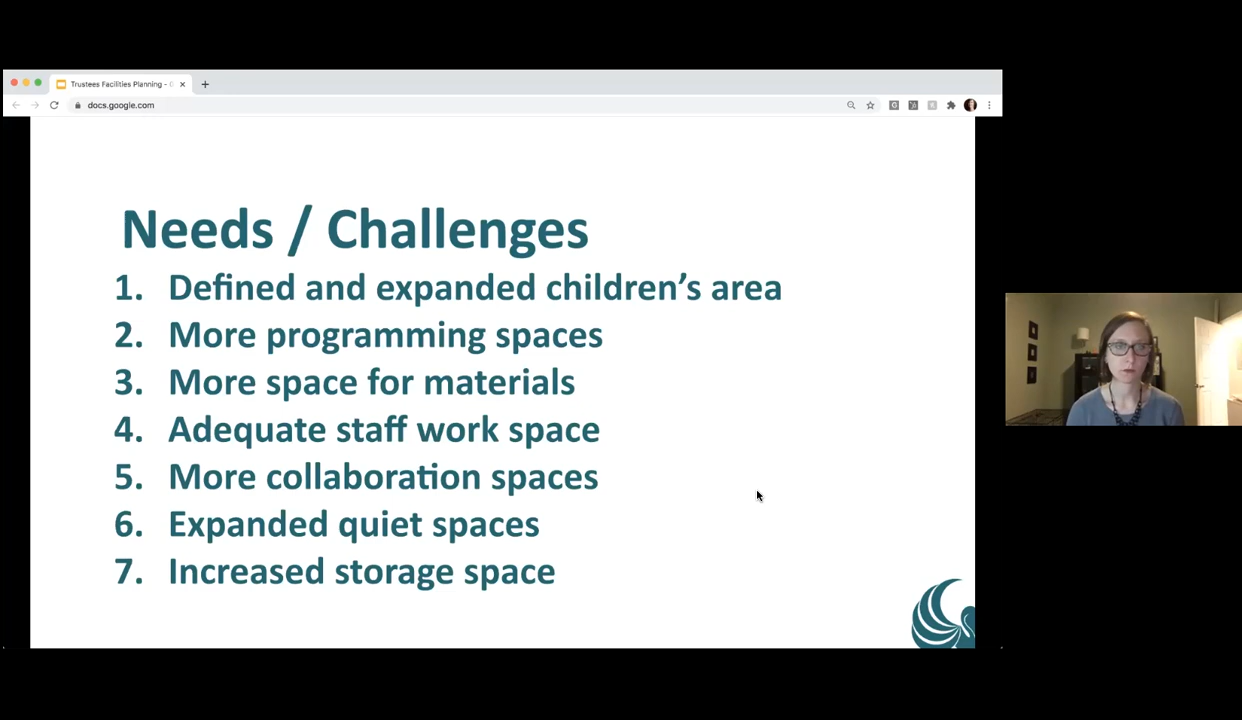 Trustees Facilities Planning -
docs.google.com
Needs / Challenges
1. Defined and expanded children's area
2. More programming spaces
3. More space for materials
4. Adequate staff work space
5. More collaboration spaces
6. Expanded quiet spaces
7. Increased storage space